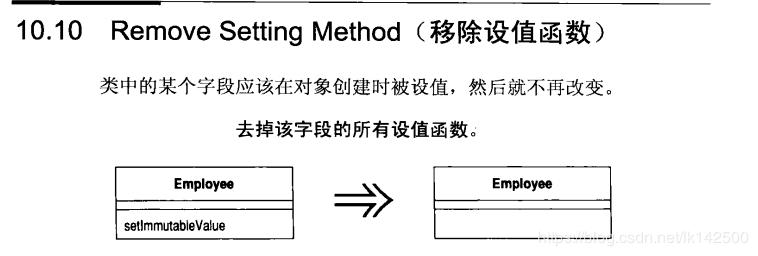 10.10 Remove Setting Method（移除设值函数）
类中的某个字段应该在对象创建时被设值，然后就不再改变。
去掉该字段的所有设值函数。
Employee
setImmutableValue
Employee
https://blog.csdn.net/lk142500